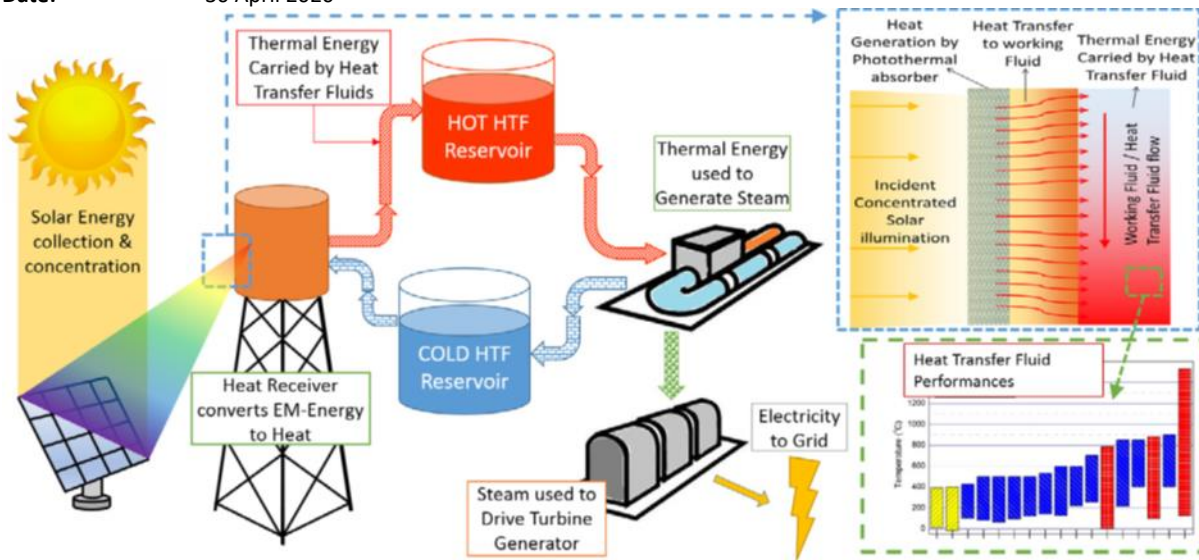 Date: 30 April 2020
Thermal Energy
Carried by Heat
Transfer Fluids
HOT HTF
Reservoir
Solar Energy
collection &
concentration
Thermal Energy
used to
Generate Steam
COLD HTF
Reservoir
Heat Receiver
converts EM-Energy
to Heat
Electricity
to Grid
Steam used to
Drive Turbine
Generator
Heat
Generation by
Photothermal
absorber
Heat Transfer
to working
Fluid
Thermal Energy
Carried by Heat
Transfer Fluid
Incident
Concentrated
Solar
illumination
Working Fluid / Heat
Transfer Fluid flow
Heat Transfer Fluid
Performances
Temperature (°C)
1200
1000
800
600
400
200
0